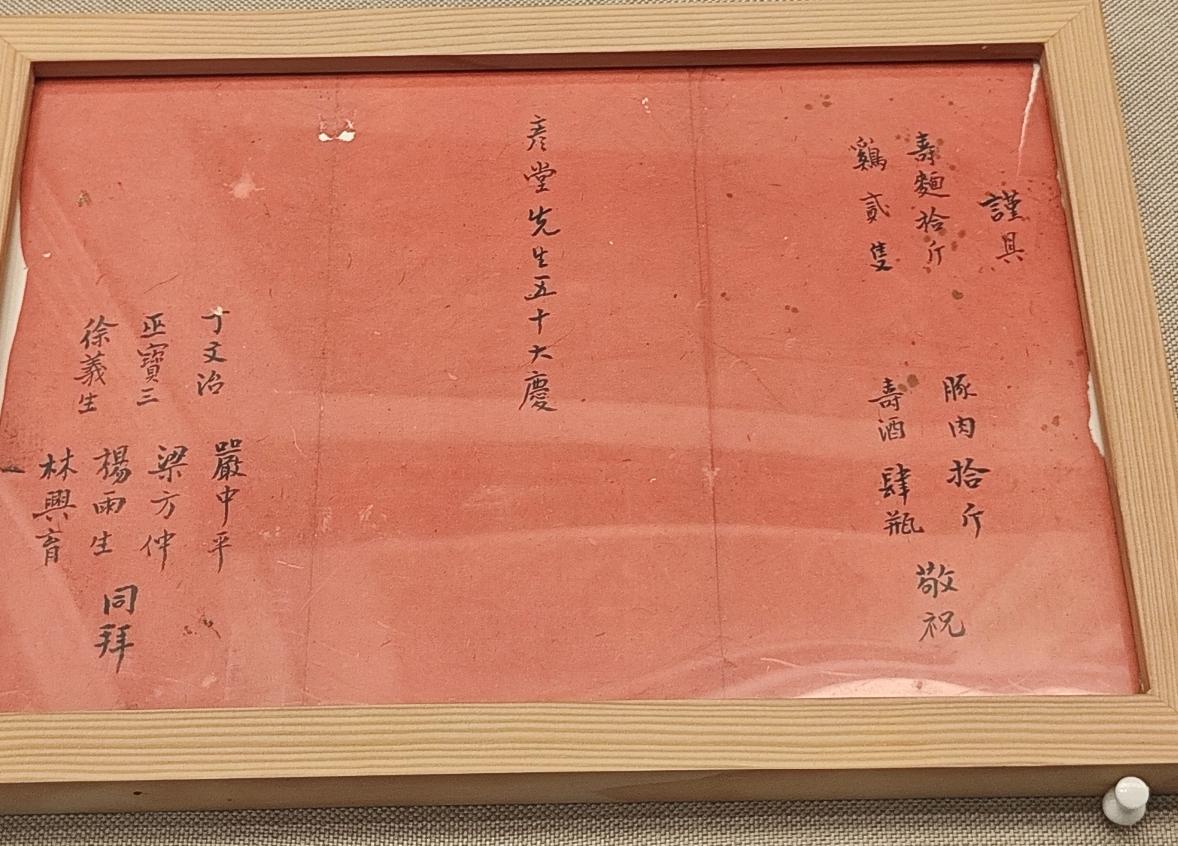 謹具
壽麵拾斤
豚肉拾斤
鷄貳隻
壽酒肆瓶
敬祝
彦堂先生五十大慶
丁文治
嚴中平
巫寶三
梁方仲
徐義生
楊雨生
林興育
同拜